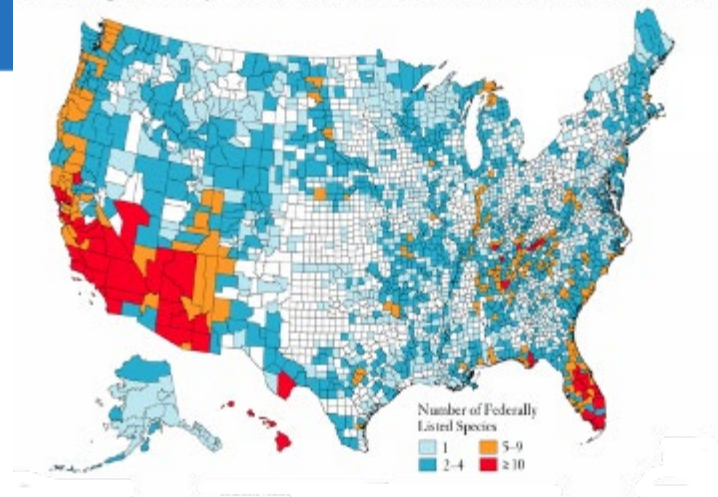 Number of Federally
Listed Species
1
5–9
2–4
≥ 10